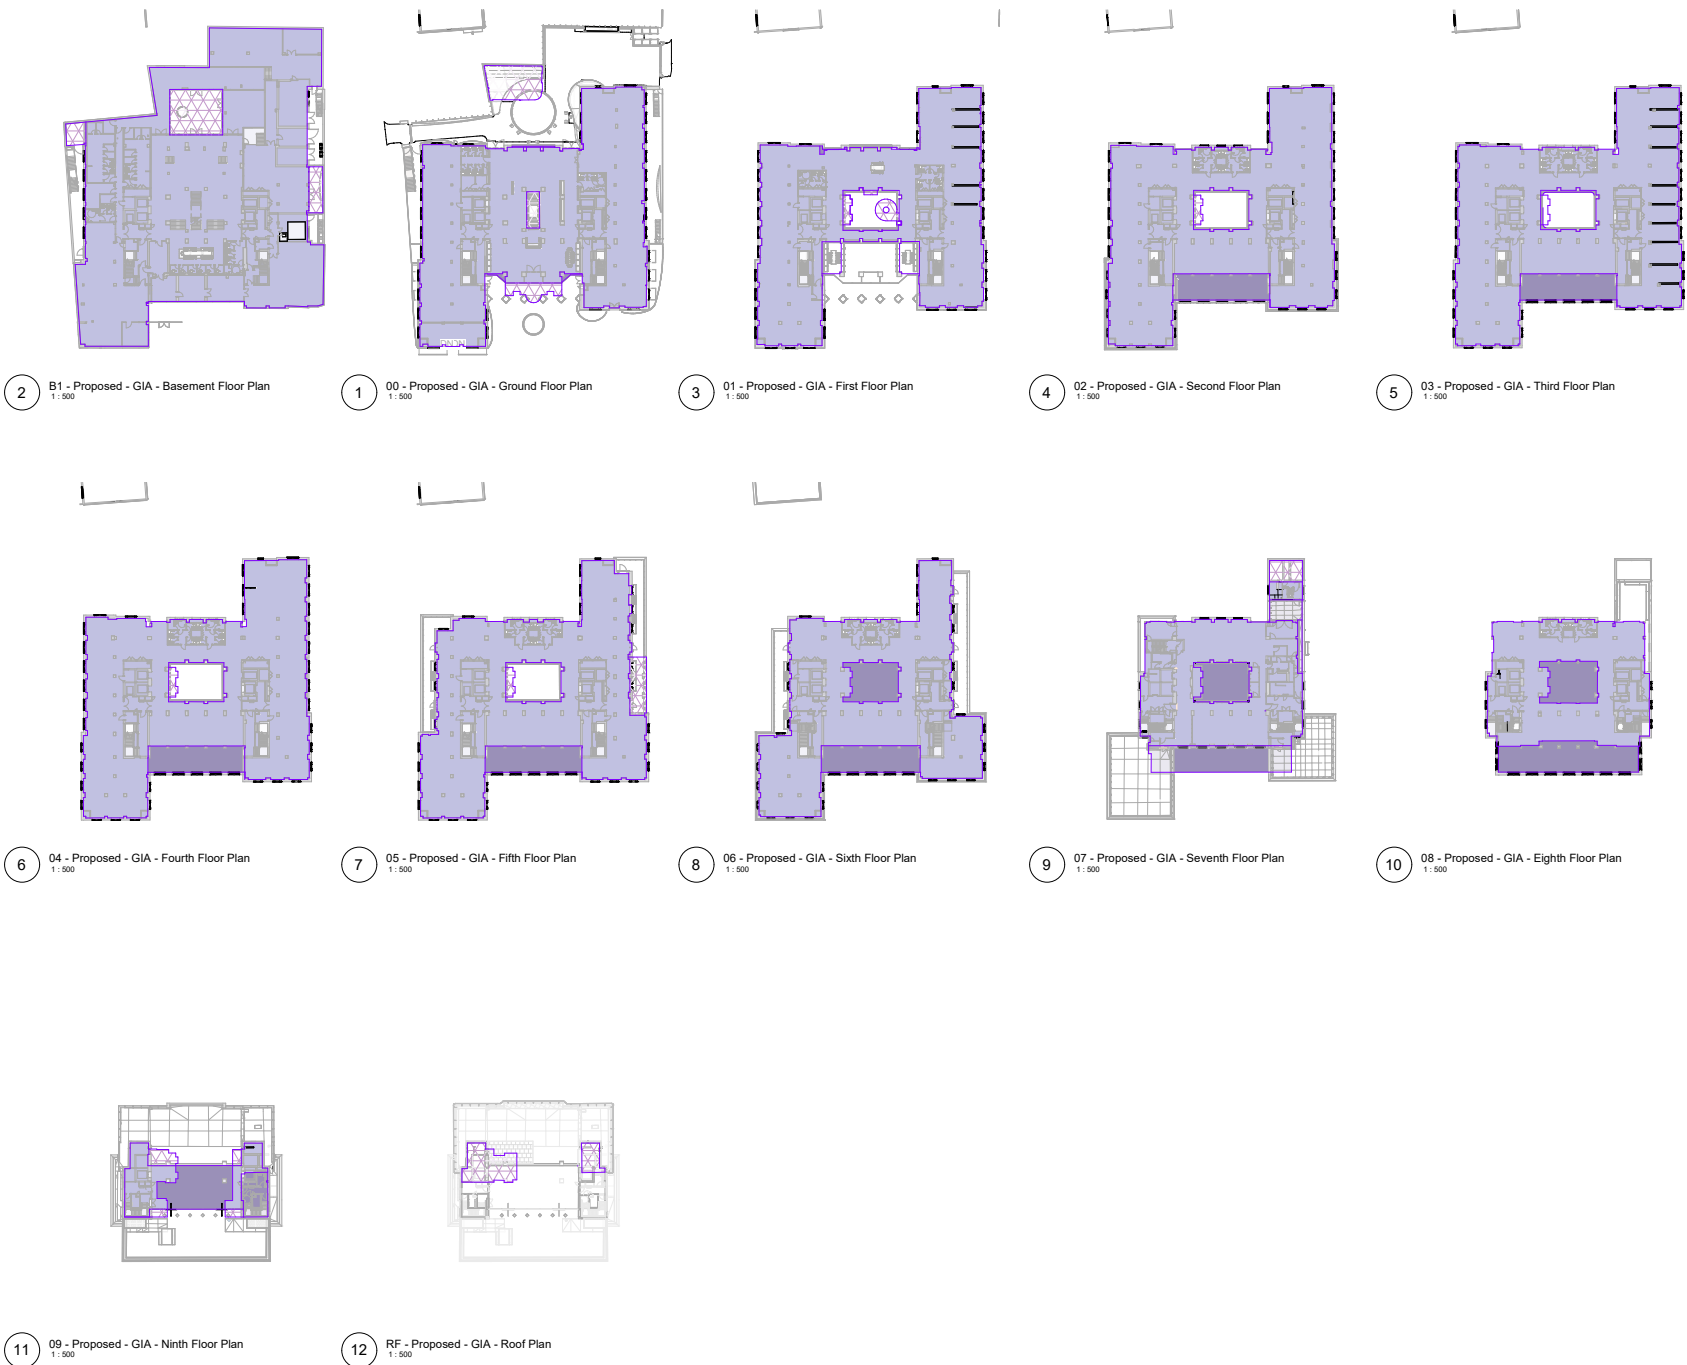 2 B1 - Proposed - GIA - Basement Floor Plan
1 : 500
1 00 - Proposed - GIA - Ground Floor Plan
1 : 500
3 01 - Proposed - GIA - First Floor Plan
1 : 500
4 02 - Proposed - GIA - Second Floor Plan
1 : 500
5 03 - Proposed - GIA - Third Floor Plan
1 : 500
6 04 - Proposed - GIA - Fourth Floor Plan
1 : 500
7 05 - Proposed - GIA - Fifth Floor Plan
1 : 500
8 06 - Proposed - GIA - Sixth Floor Plan
1 : 500
9 07 - Proposed - GIA - Seventh Floor Plan
1 : 500
10 08 - Proposed - GIA - Eighth Floor Plan
1 : 500
11 09 - Proposed - GIA - Ninth Floor Plan
1 : 500
12 RF - Proposed - GIA - Roof Plan
1 : 500